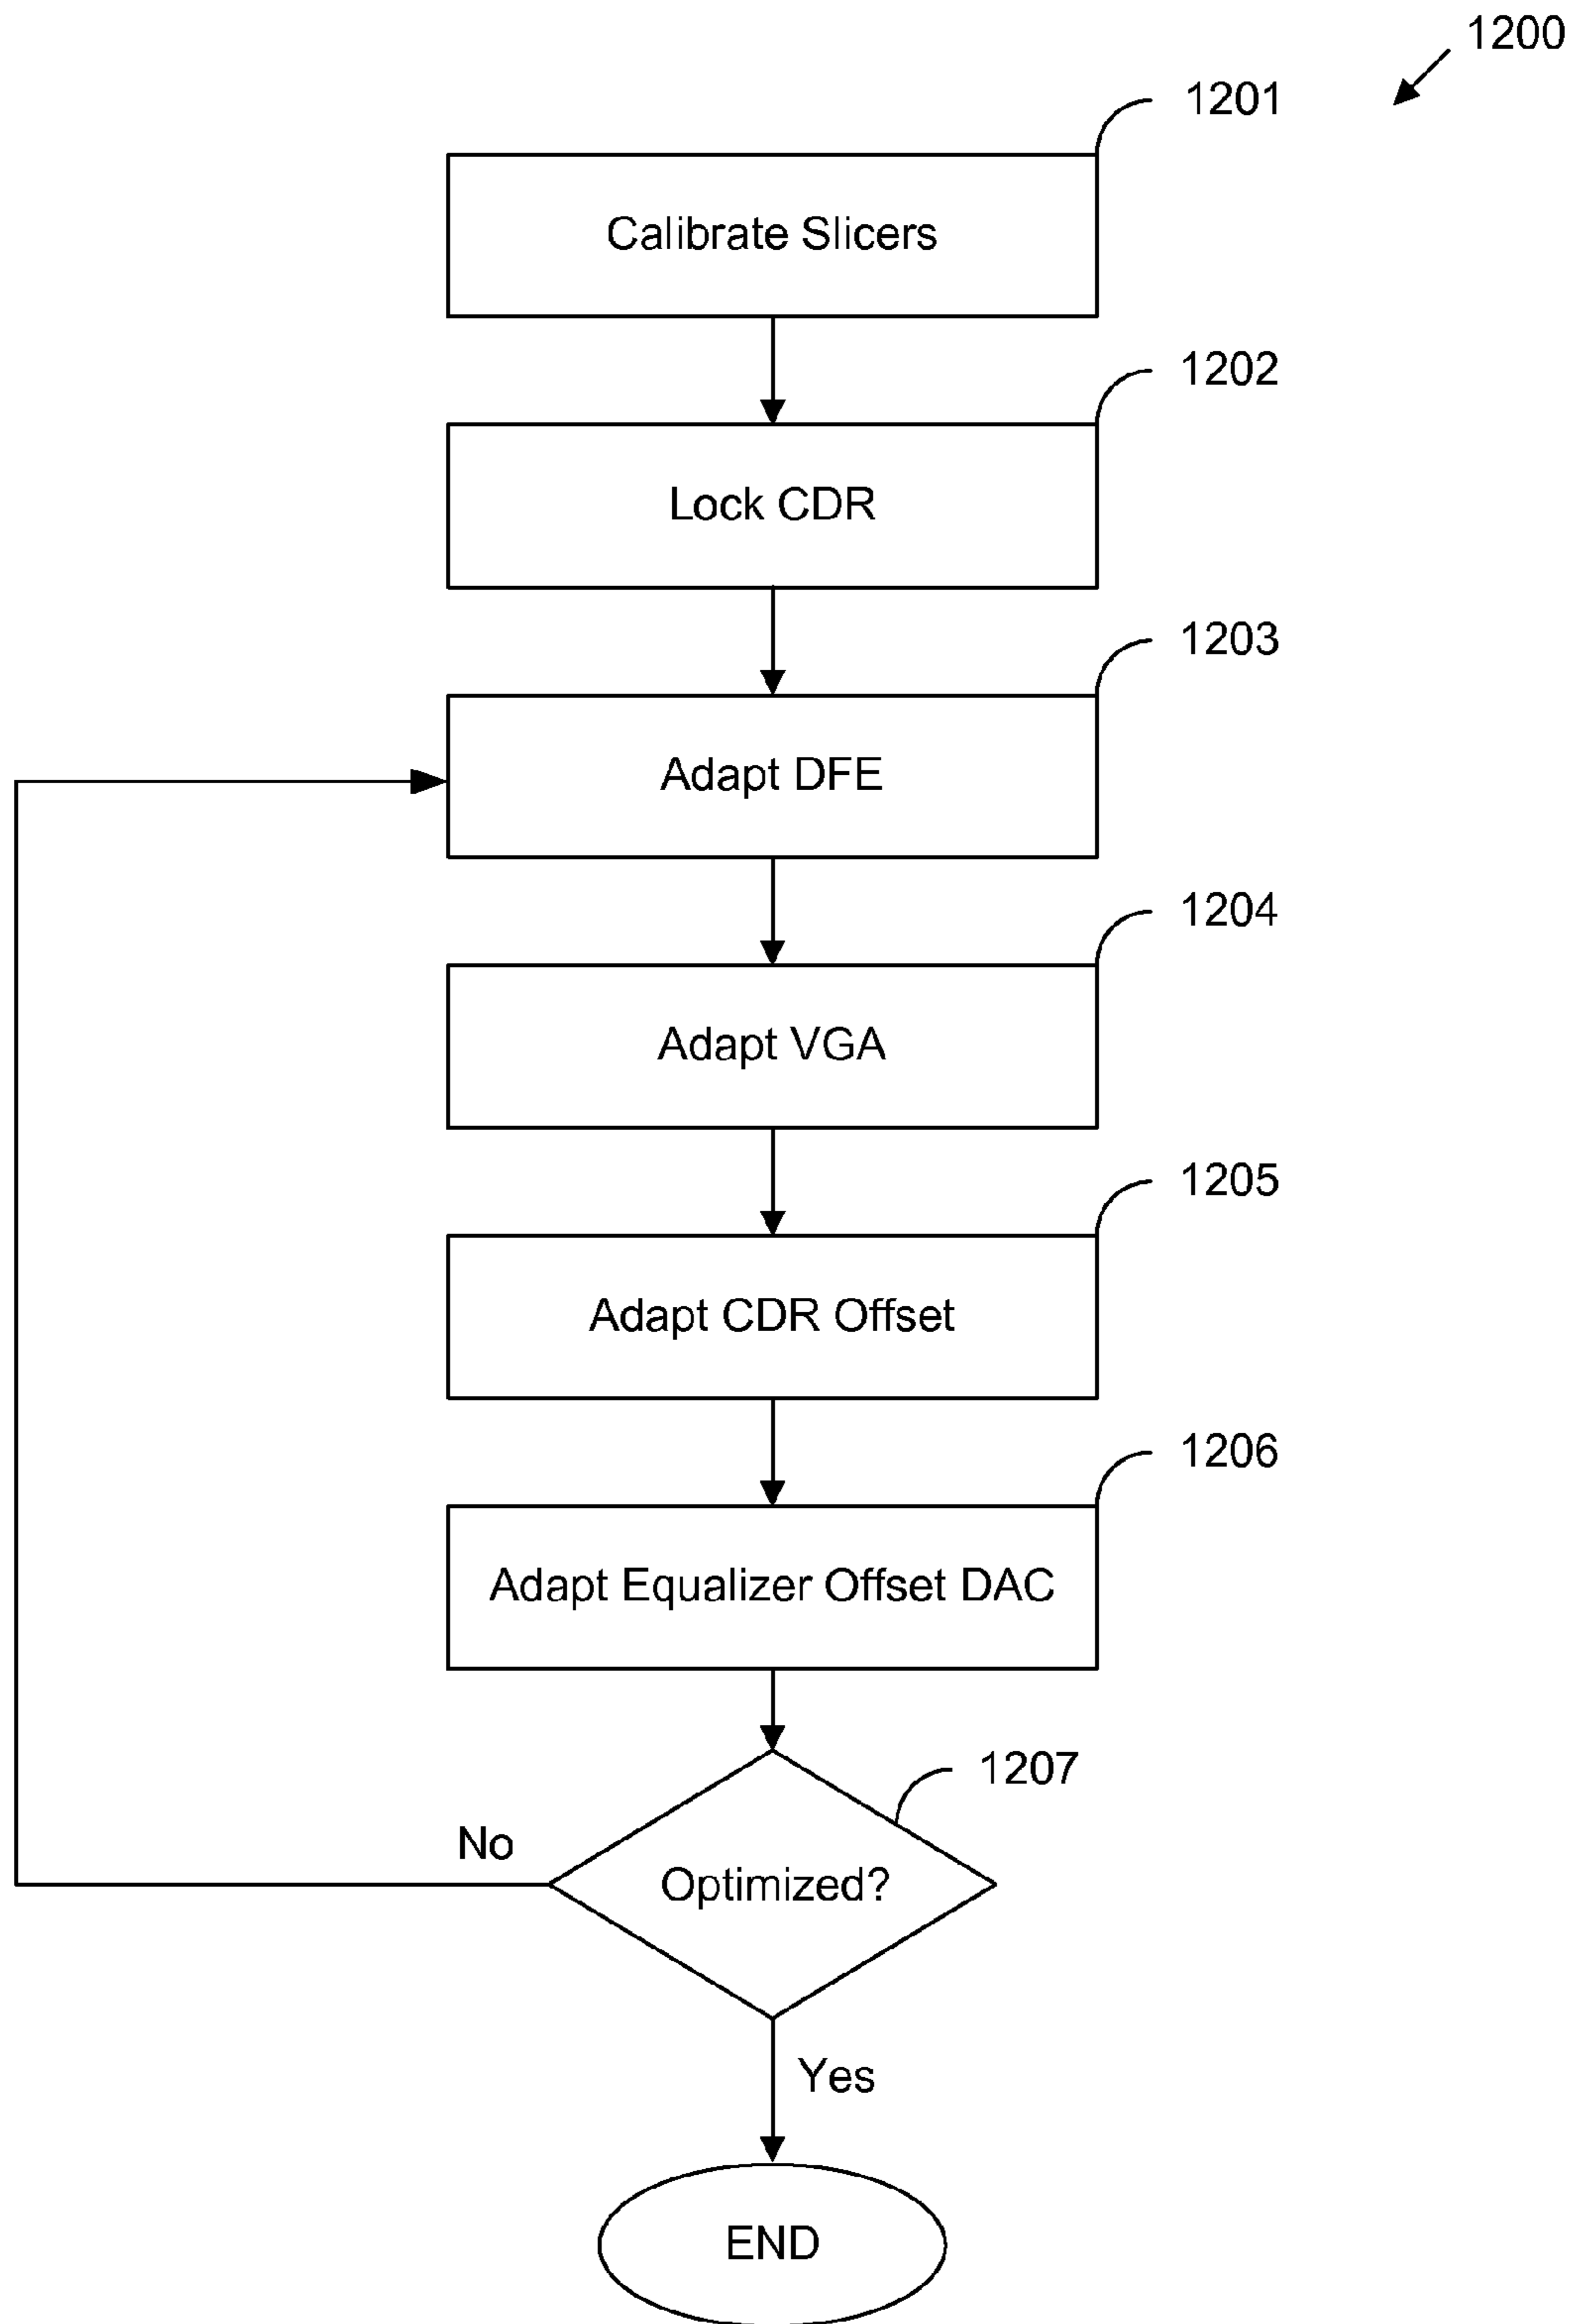 1200
1201
Calibrate Slicers
1202
Lock CDR
1203
Adapt DFE
1204
Adapt VGA
1205
Adapt CDR Offset
1206
Adapt Equalizer Offset DAC
1207
No
Optimized?
Yes
END